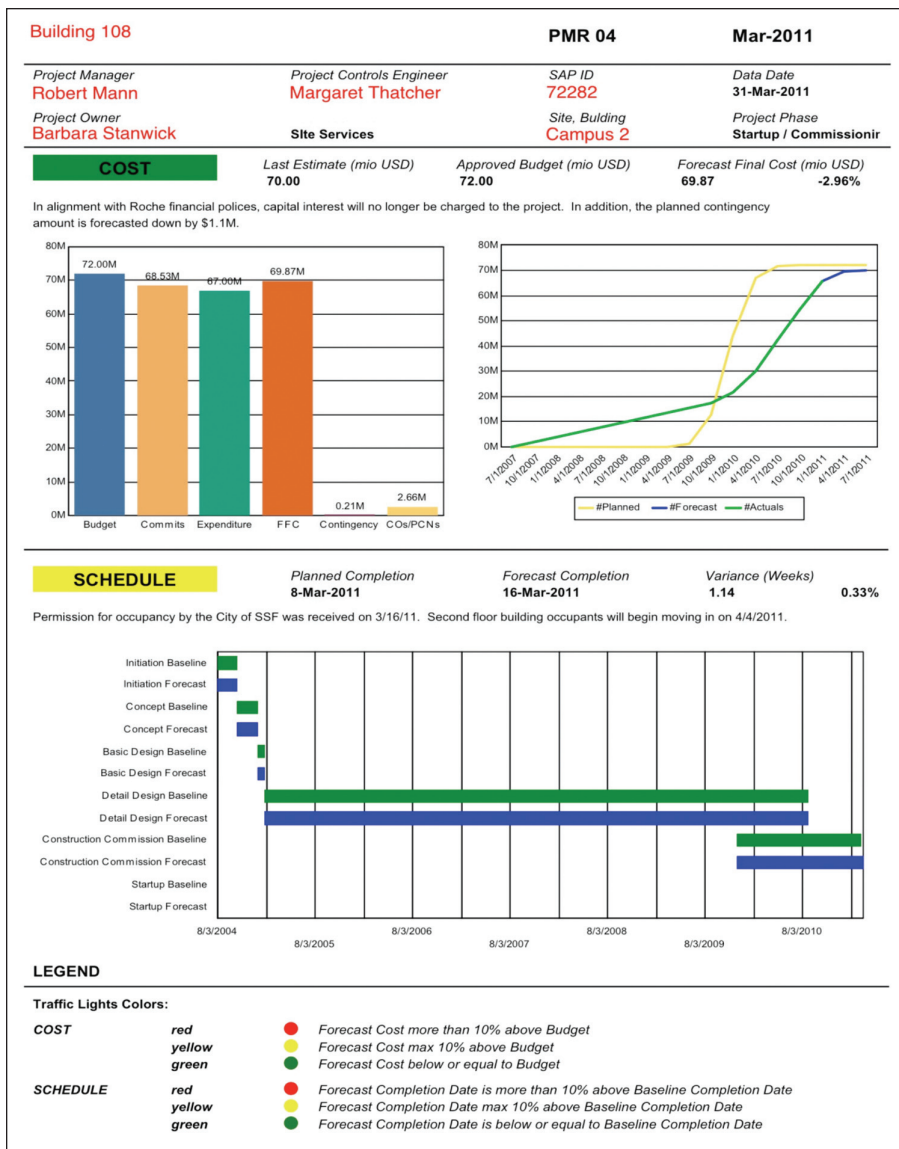 Building 108
PMR 04
Mar-2011
Project Manager
Project Controls Engineer
SAP ID
Data Date
Robert Mann
Margaret Thatcher
72282
31-Mar-2011
Project Owner
Site, Bulding
Project Phase
Barbara Stanwick
SIte Services
Campus 2
Startup / Commissionir
COST
Last Estimate (mio USD)
Approved Budget (mio USD)
Forecast Final Cost (mio USD)
70.00
72.00
69.87
-2.96%
In alignment with Roche financial polices, capital interest will no longer be charged to the project. In addition, the planned contingency
amount is forecasted down by $1.1M.
80M
70M
60M
50M
40M
30M
20M
10M
0M
72.00M
68.53M
67.00M
69.87M
0.21M
2.66M
Budget
Commits
Expenditure
FFC
Contingency
COs/PCNs
80M
70M
60M
50M
40M
30M
20M
10M
0M
7/1/2007
10/1/2007
1/1/2008
4/1/2008
7/1/2008
10/1/2008
1/1/2009
4/1/2009
7/1/2009
10/1/2009
1/1/2010
4/1/2010
7/1/2010
10/1/2010
1/1/2011
4/1/2011
7/1/2011
#Planned
#Forecast
#Actuals
SCHEDULE
Planned Completion
Forecast Completion
Variance (Weeks)
8-Mar-2011
16-Mar-2011
1.14
0.33%
Permission for occupancy by the City of SSF was received on 3/16/11. Second floor building occupants will begin moving in on 4/4/2011.
Initiation Baseline
Initiation Forecast
Concept Baseline
Concept Forecast
Basic Design Baseline
Basic Design Forecast
Detail Design Baseline
Detail Design Forecast
Construction Commission Baseline
Construction Commission Forecast
Startup Baseline
Startup Forecast
8/3/2004
8/3/2005
8/3/2006
8/3/2007
8/3/2008
8/3/2009
8/3/2010
LEGEND
Traffic Lights Colors:
COST
red
Forecast Cost more than 10% above Budget
yellow
Forecast Cost max 10% above Budget
green
Forecast Cost below or equal to Budget
SCHEDULE
red
Forecast Completion Date is more than 10% above Baseline Completion Date
yellow
Forecast Completion Date max 10% above Baseline Completion Date
green
Forecast Completion Date is below or equal to Baseline Completion Date